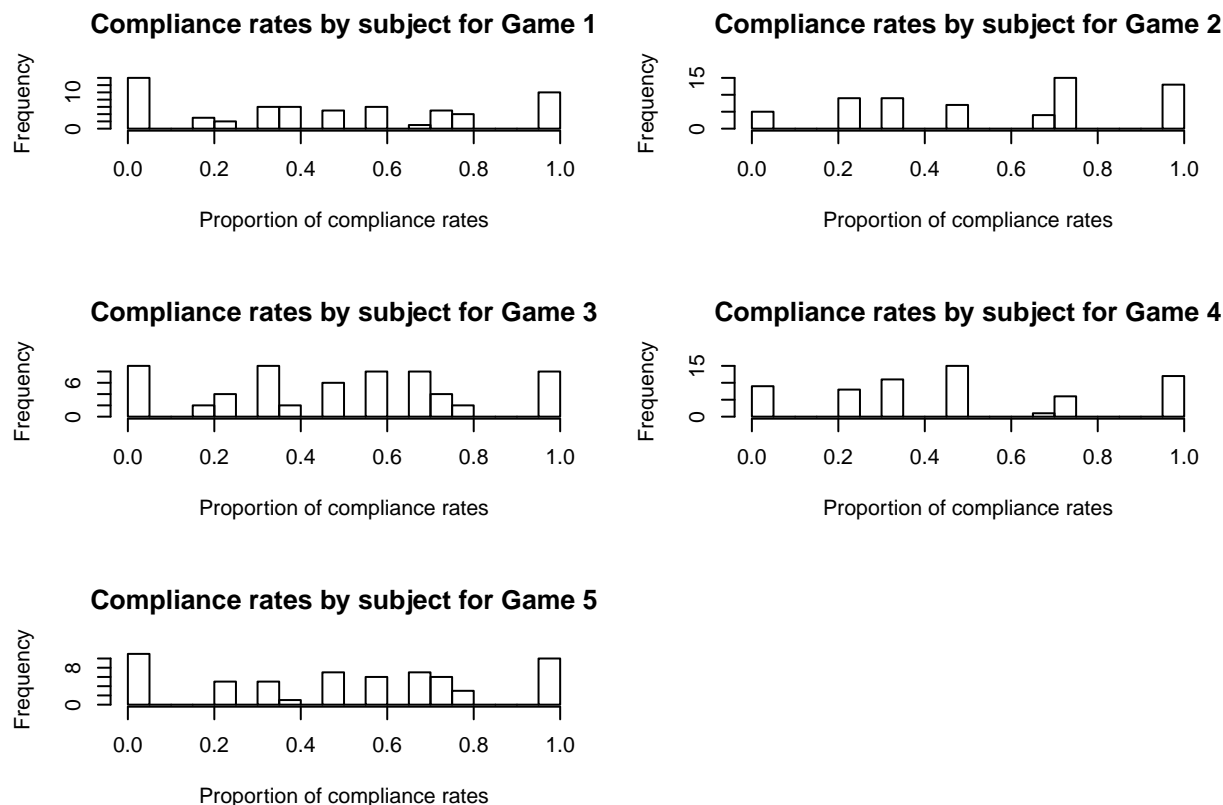 Compliance rates by subject for Game 1
Frequency
0 10
0.0 0.2 0.4 0.6 0.8 1.0
Proportion of compliance rates
Compliance rates by subject for Game 2
Frequency
0 15
0.0 0.2 0.4 0.6 0.8 1.0
Proportion of compliance rates
Compliance rates by subject for Game 3
Frequency
0 6
0.0 0.2 0.4 0.6 0.8 1.0
Proportion of compliance rates
Compliance rates by subject for Game 4
Frequency
0 15
0.0 0.2 0.4 0.6 0.8 1.0
Proportion of compliance rates
Compliance rates by subject for Game 5
Frequency
0 8
0.0 0.2 0.4 0.6 0.8 1.0
Proportion of compliance rates